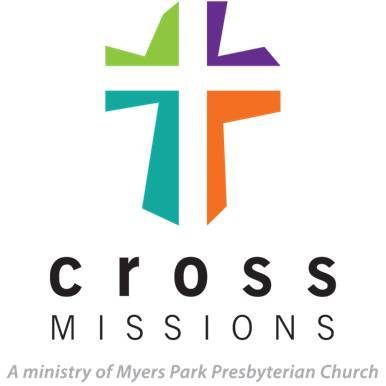 cross
MISSIONS
A ministry of Myers Park Presbyterian Church